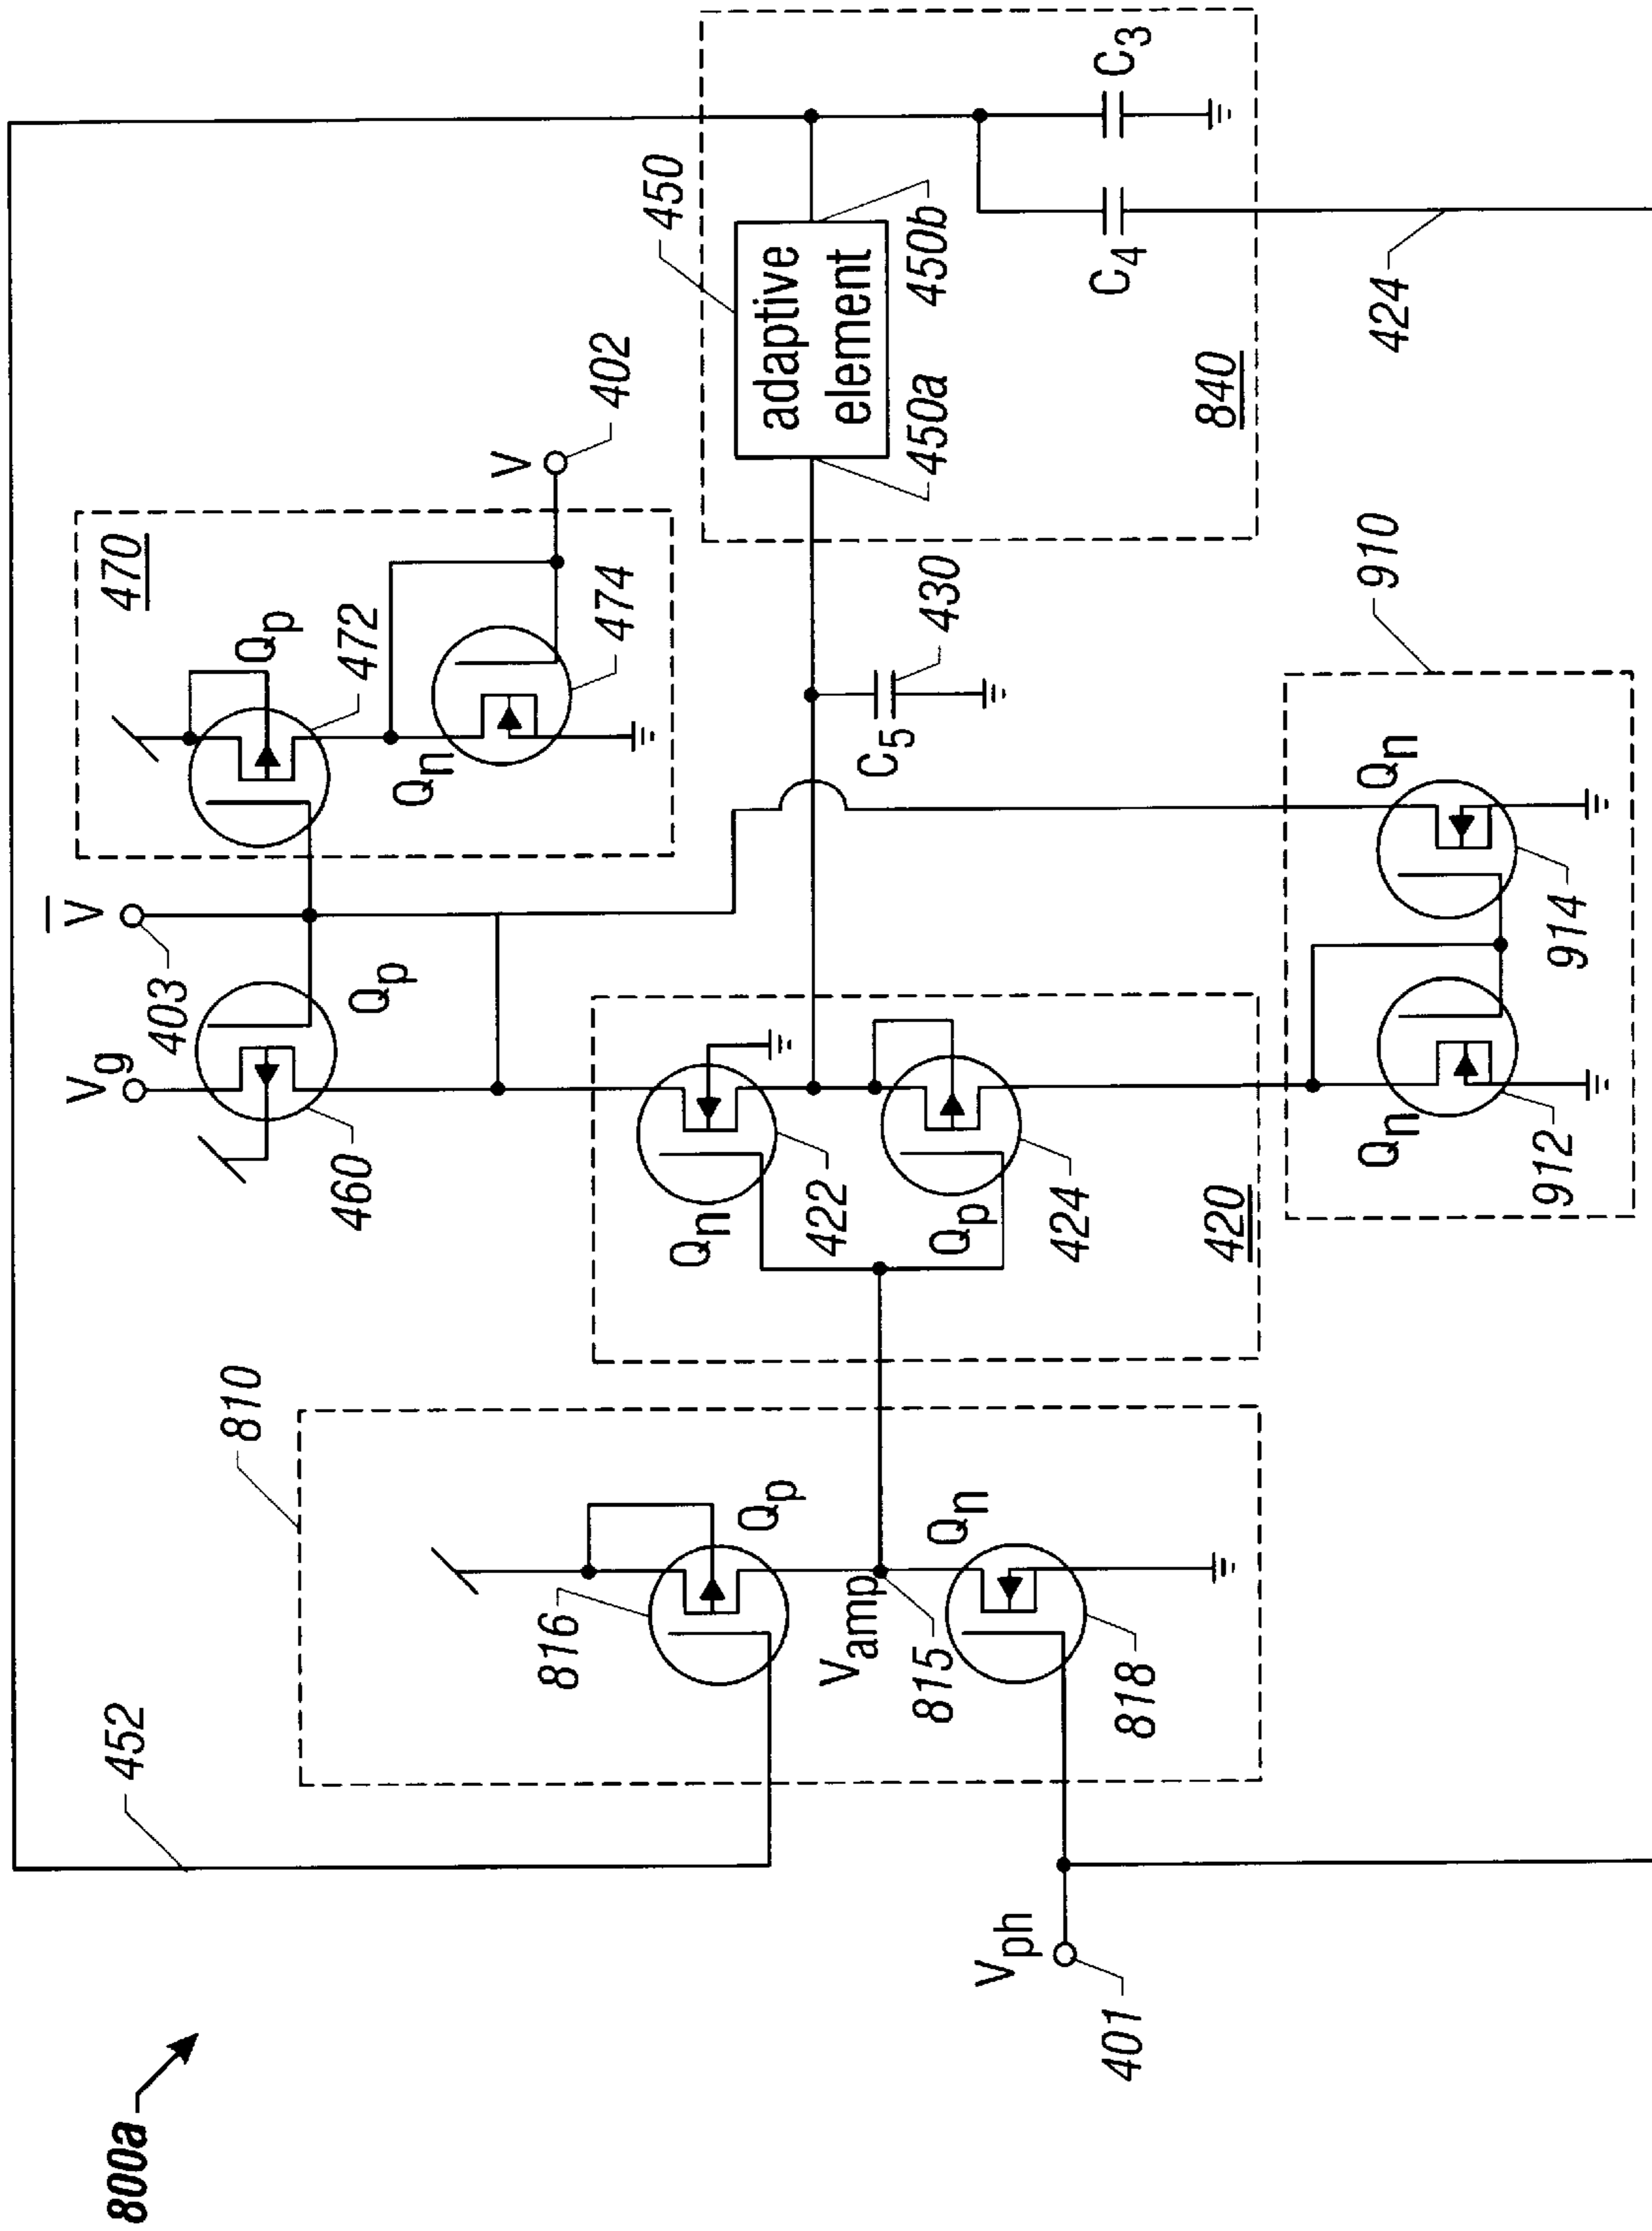 800a
452
810
816
Qp
Vamp
815
Qn
818
Vph
401
Vg
403
V
460
Qp
470
Qp
472
Qn
474
V
402
Qn
422
Qp
424
420
C5
430
450
adaptive
element
450a
450b
840
C4
C3
424
910
Qn
912
Qn
914